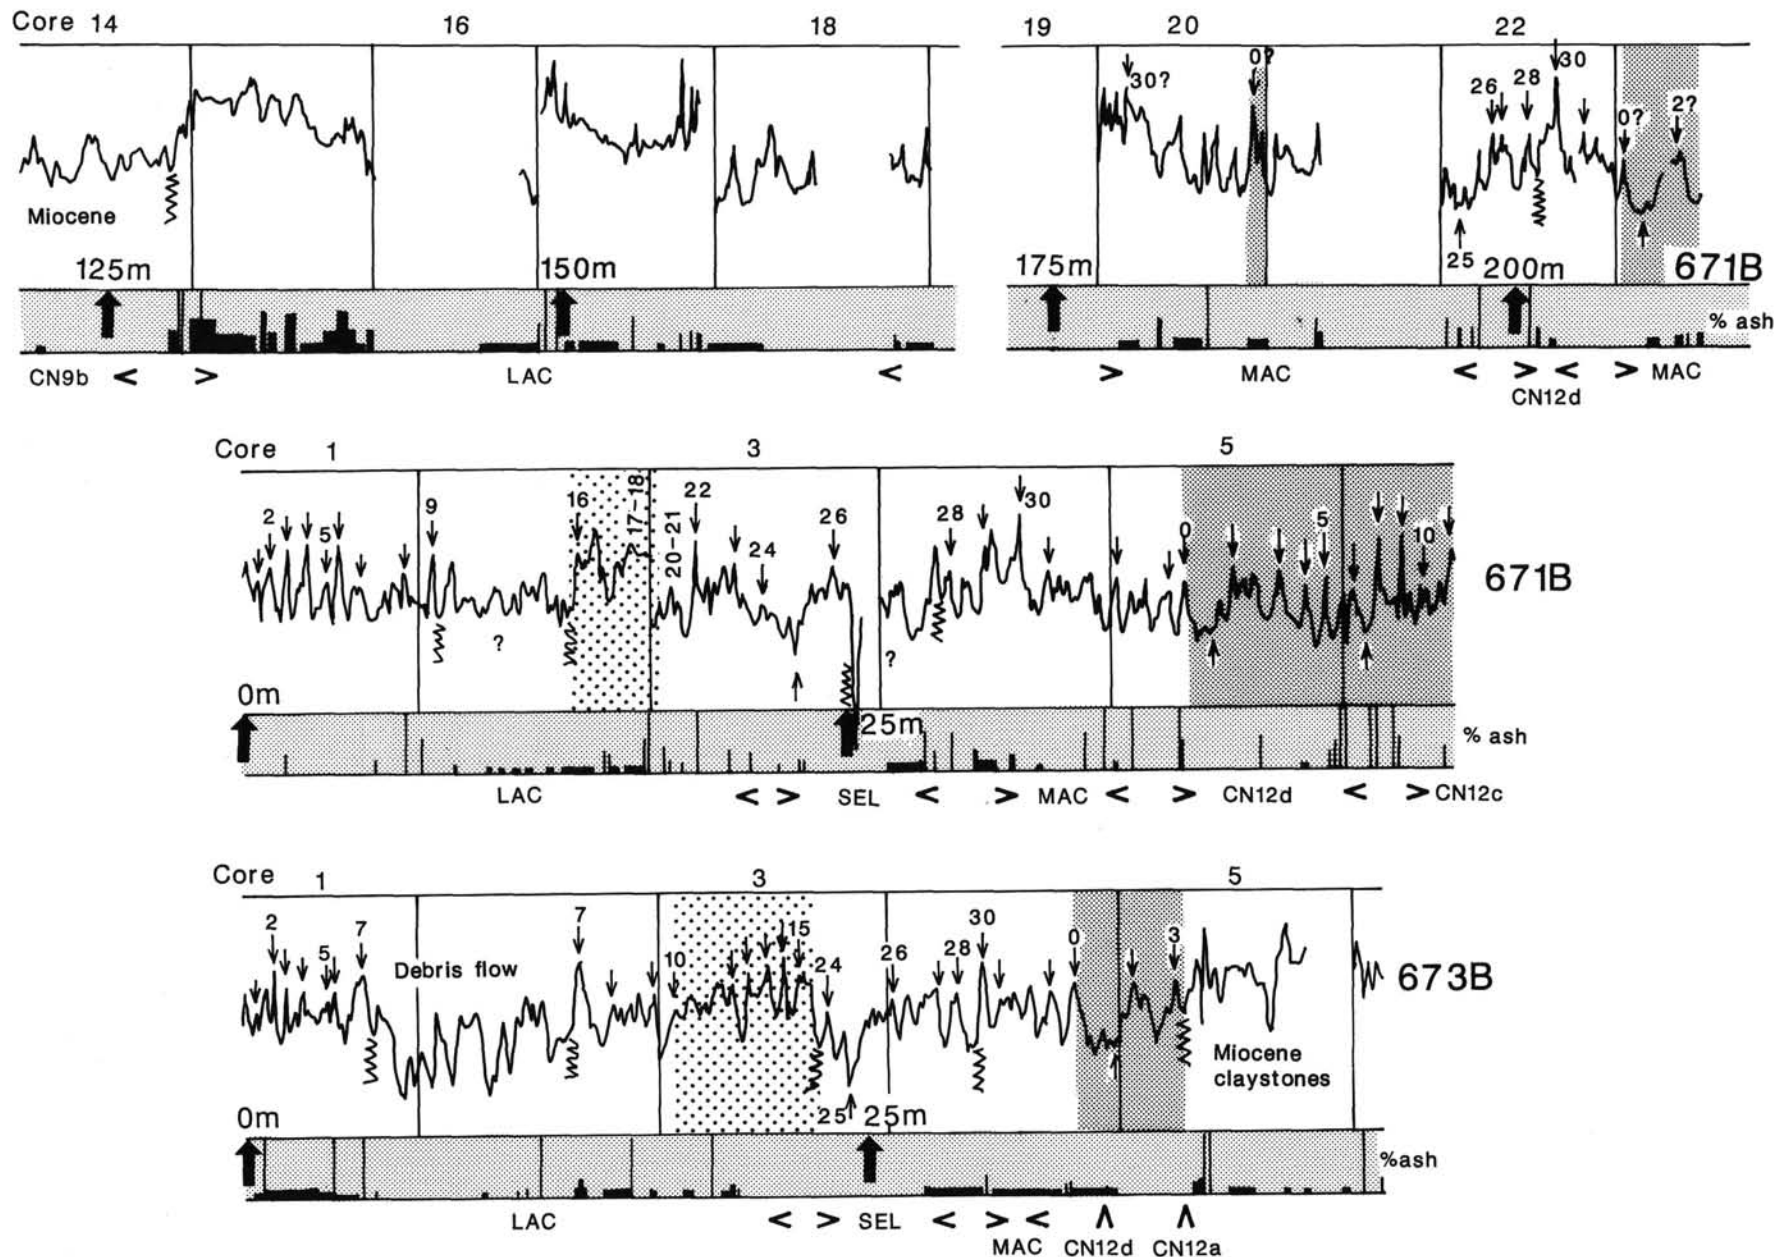 Core 14 16 18 19 20 22
30? 0? 26 28 30 0? 2?
Miocene
25
125m 150m 175m 200m 671B
% ash
CN9b < > LAC < > MAC < > < > MAC
CN12d
Core 1 3 5
2 5 9 16 17-18 20-21 22 24 26 28 30 0 5 10
671B
? ?
0m 25m
% ash
LAC < > SEL < > MAC < > CN12d < > CN12c
Core 1 3 5
2 5 7 7 10 15 24 26 28 30 0 3
Debris flow
673B
Miocene
claystones
0m 25 25m
%ash
LAC < > SEL < > < ∧ ∧
MAC CN12d CN12a